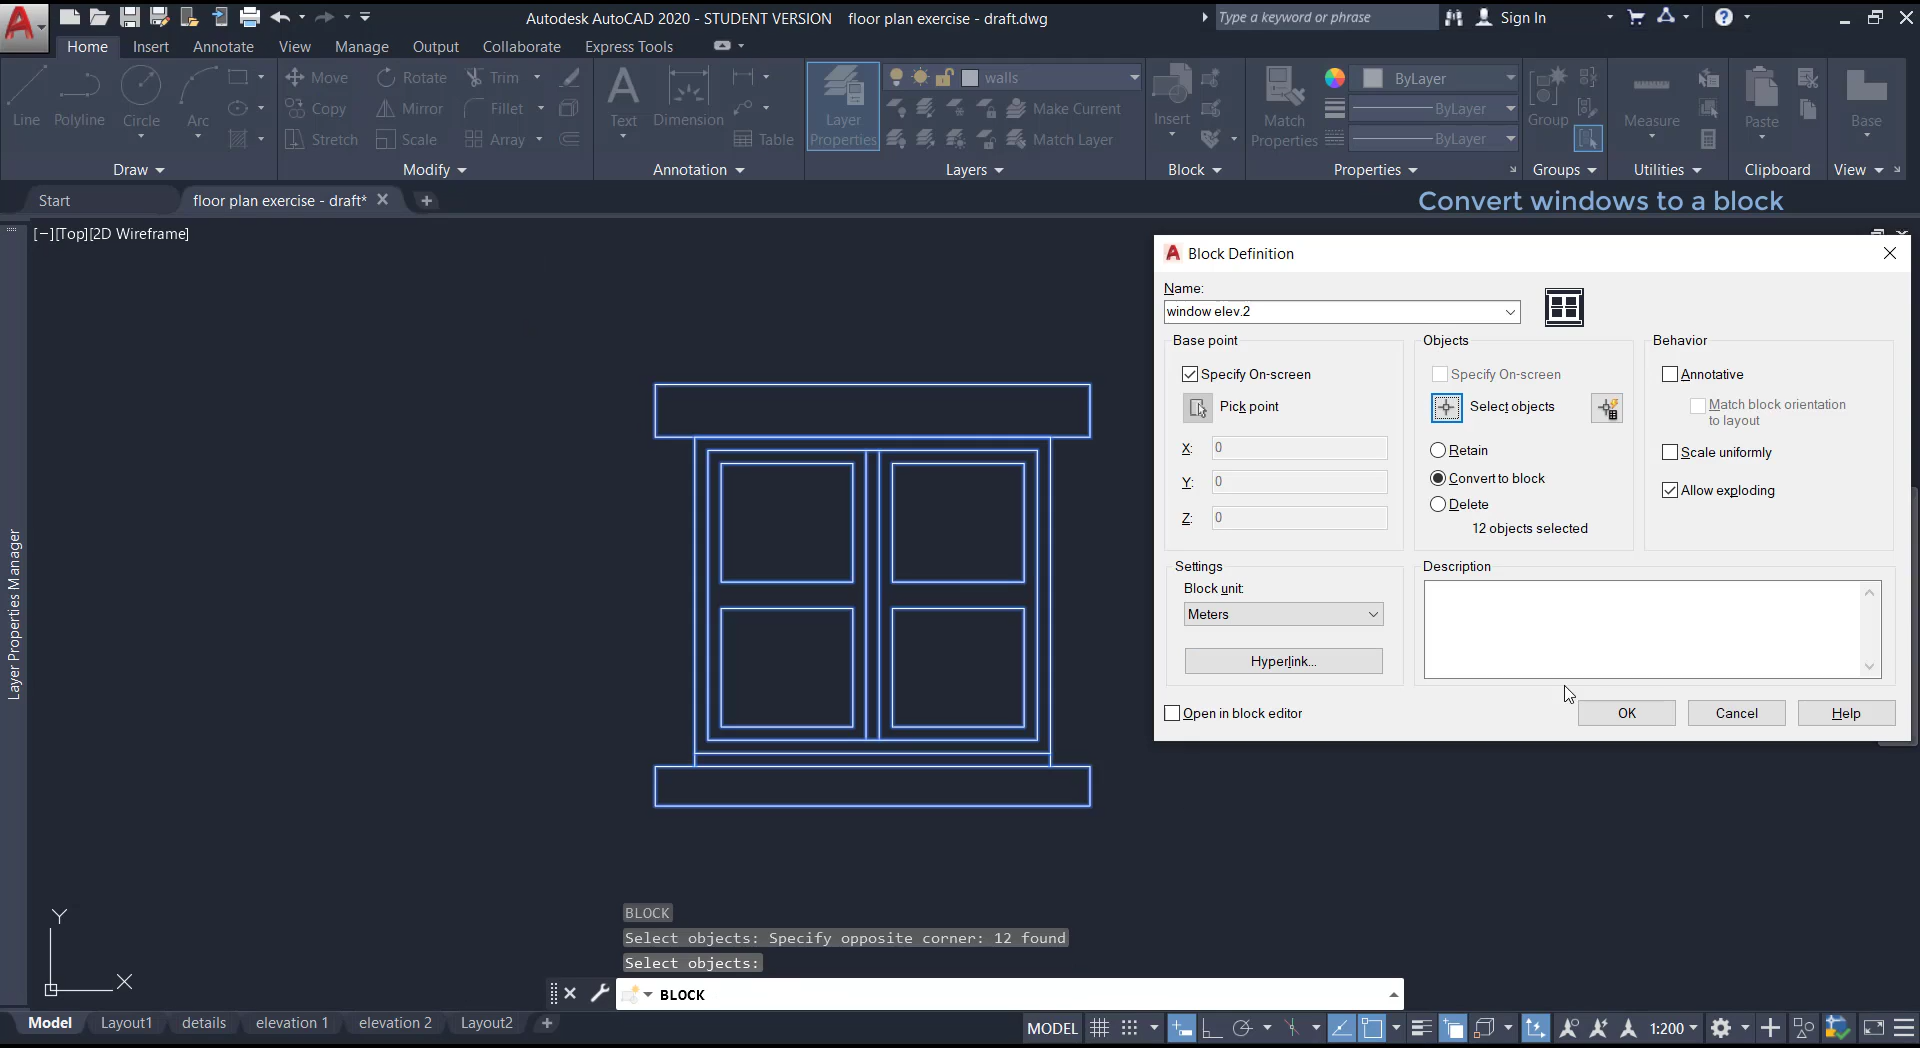 Autodesk AutoCAD 2020 - STUDENT VERSION floor plan exercise - draft.dwg
Type a keyword or phrase
Sign In
Home Insert Annotate View Manage Output Collaborate Express Tools
Line Polyline Circle Arc
Move Rotate Trim
Copy Mirror Fillet
Stretch Scale Array
Text Dimension
Table
Layer Properties
walls
Make Current
Match Layer
Insert
Match Properties
ByLayer
ByLayer
ByLayer
Group
Measure
Paste
Base
Draw Modify Annotation Layers Block Properties Groups Utilities Clipboard View
Start floor plan exercise - draft*
Convert windows to a block
[−][Top][2D Wireframe]
Layer Properties Manager
Block Definition
Name:
window elev.2
Base point
Specify On-screen
Pick point
X: 0
Y: 0
Z: 0
Objects
Specify On-screen
Select objects
Retain
Convert to block
Delete
12 objects selected
Behavior
Annotative
Match block orientation
to layout
Scale uniformly
Allow exploding
Settings
Block unit:
Meters
Hyperlink...
Description
Open in block editor
OK Cancel Help
Y
X
BLOCK
Select objects: Specify opposite corner: 12 found
Select objects:
BLOCK
Model Layout1 details elevation 1 elevation 2 Layout2
MODEL 1:200